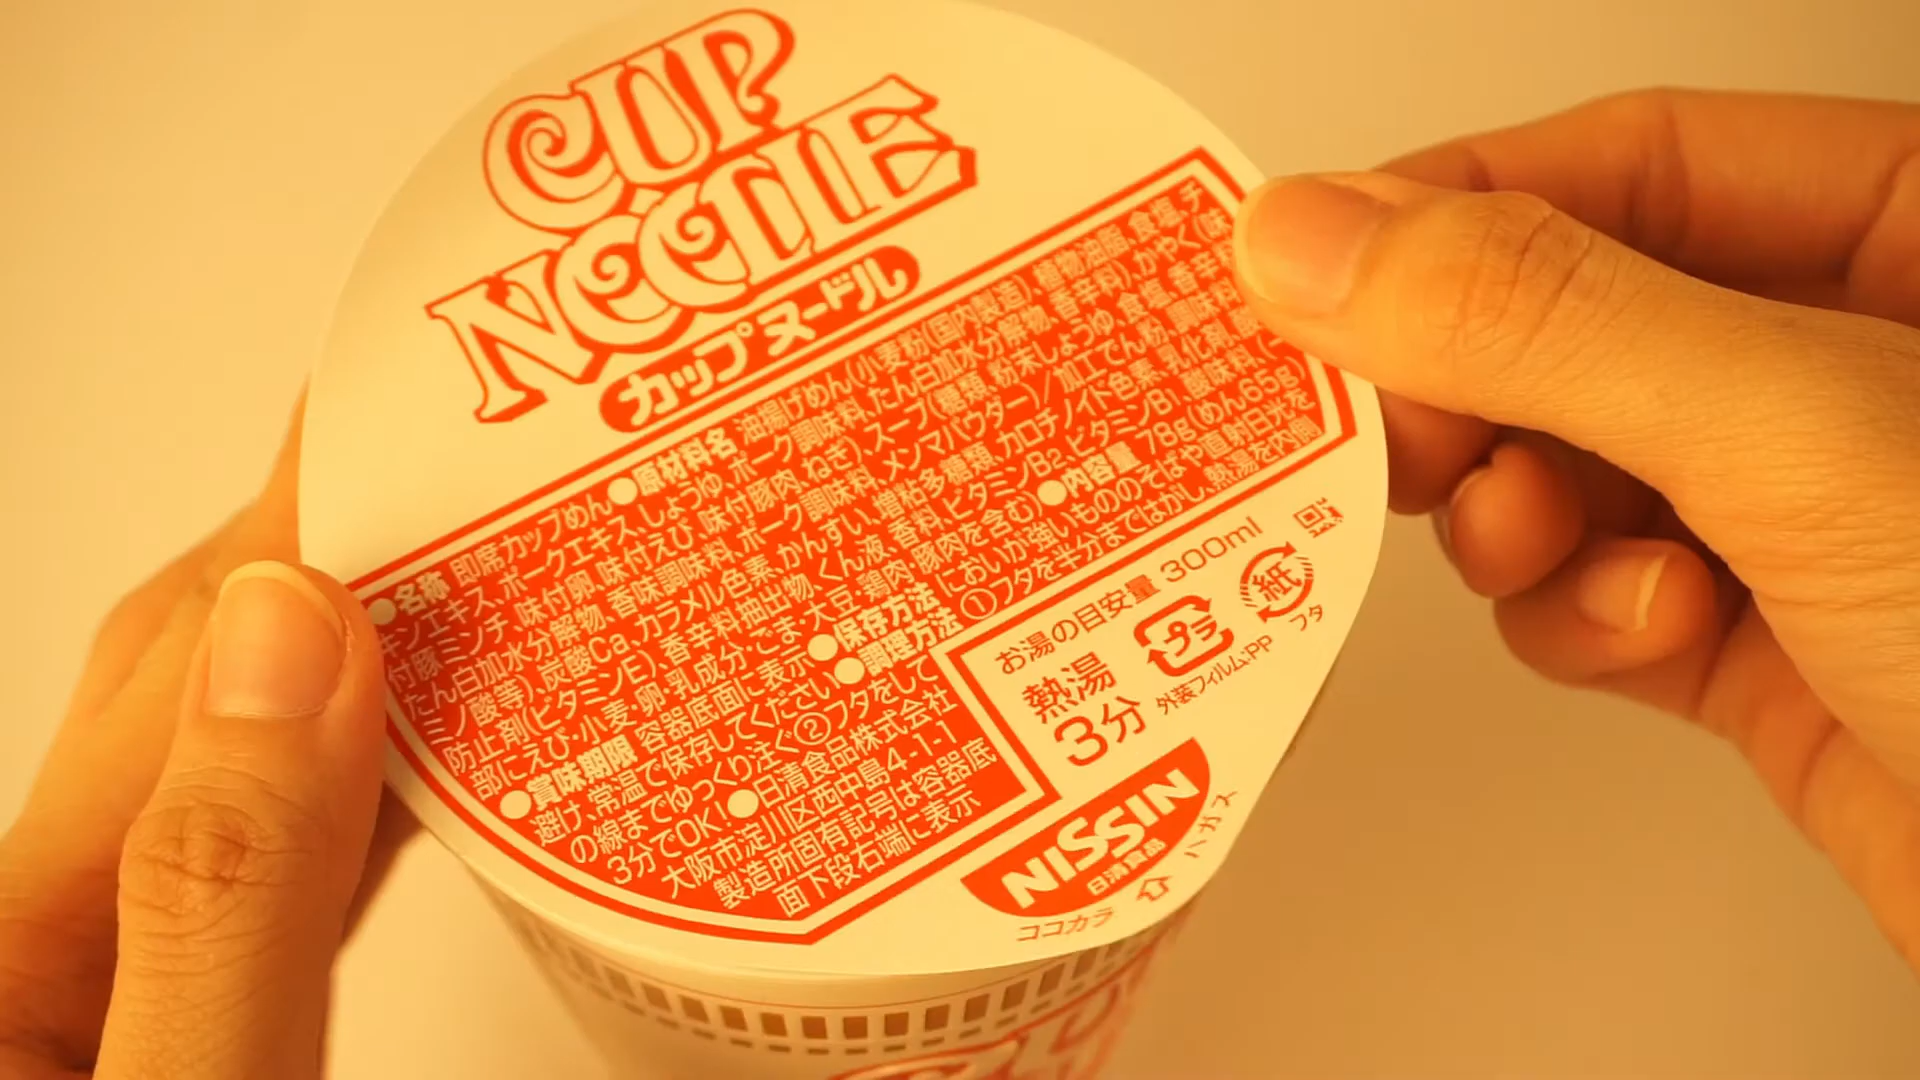 CUP
NOODLE
カップヌードル
●名称 即席カップめん●原材料名 油揚げめん(小麦粉(国内製造)、植物油脂、食塩、チ
キンエキス、ポークエキス、しょうゆ、ポーク調味料、たん白加水分解物、香辛料)、かやく(味
付豚ミンチ、味付卵、味付えび、味付豚肉、ねぎ)、スープ(糖類、粉末しょうゆ、食塩、香辛料
たん白加水分解物、香味調味料、ポーク調味料、メンマパウダー)/加工でん粉、調味料
ミノ酸等)、炭酸Ca、カラメル色素、かんすい、増粘多糖類、カロチノイド色素、乳化剤、酸
防止剤(ビタミンE)、香辛料抽出物、くん液、香料、ビタミンB2、ビタミンB1、酸味料、(一
部にえび・小麦・卵・乳成分・ごま・大豆・鶏肉・豚肉を含む)●内容量 78g(めん65g
●賞味期限 容器底面に表示●保存方法 においが強いもののそばや直射日光を
避け、常温で保存してください●調理方法 ①フタを半分まではがし、熱湯を内側
の線までゆっくり注ぐ②フタをして
3分でOK!●日清食品株式会社
大阪市淀川区西中島4-1-1
製造所固有記号は容器底
面下段右端に表示
お湯の目安量 300ml
熱湯
3分
プラ
外装フィルム:PP
紙
フタ
NISSIN
日清食品
ココカラ
ハガス